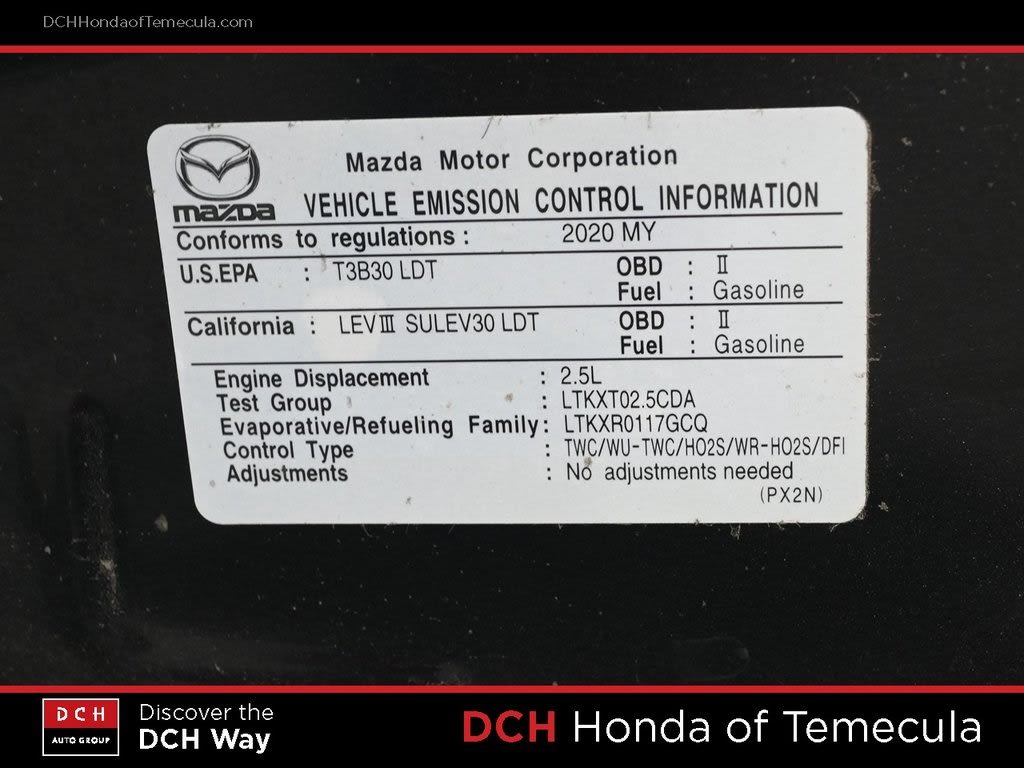 DCHHondaofTemecula.com
mazda
Mazda Motor Corporation
VEHICLE EMISSION CONTROL INFORMATION
Conforms to regulations : 2020 MY
U.S.EPA : T3B30 LDT OBD : II
Fuel : Gasoline
California : LEVIII SULEV30 LDT OBD : II
Fuel : Gasoline
Engine Displacement : 2.5L
Test Group : LTKXT02.5CDA
Evaporative/Refueling Family : LTKXR0117GCQ
Control Type : TWC/WU-TWC/HO2S/WR-HO2S/DFI
Adjustments : No adjustments needed
(PX2N)
DCH
AUTO GROUP
Discover the
DCH Way
DCH Honda of Temecula